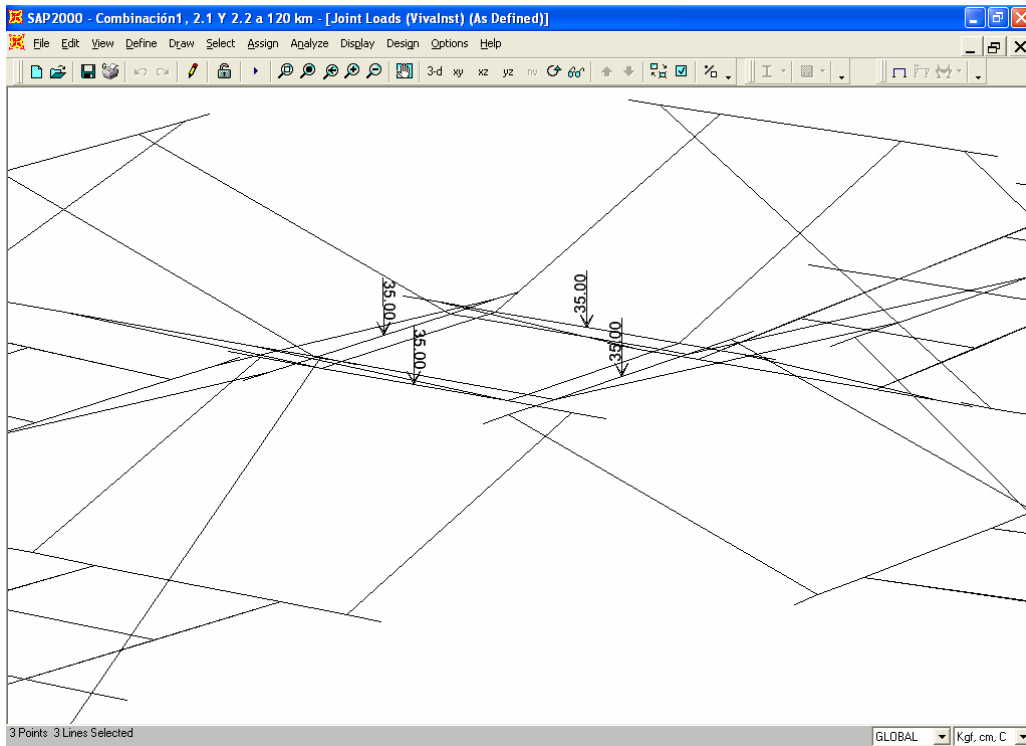 SAP2000 - Combinación1, 2.1 Y 2.2 a 120 km - [Joint Loads (VivaInst) (As Defined)]
File Edit View Define Draw Select Assign Analyze Display Design Options Help
3-d xy xz yz nv
35.00
35.00
35.00
35.00
3 Points 3 Lines Selected
GLOBAL
Kgf, cm, C